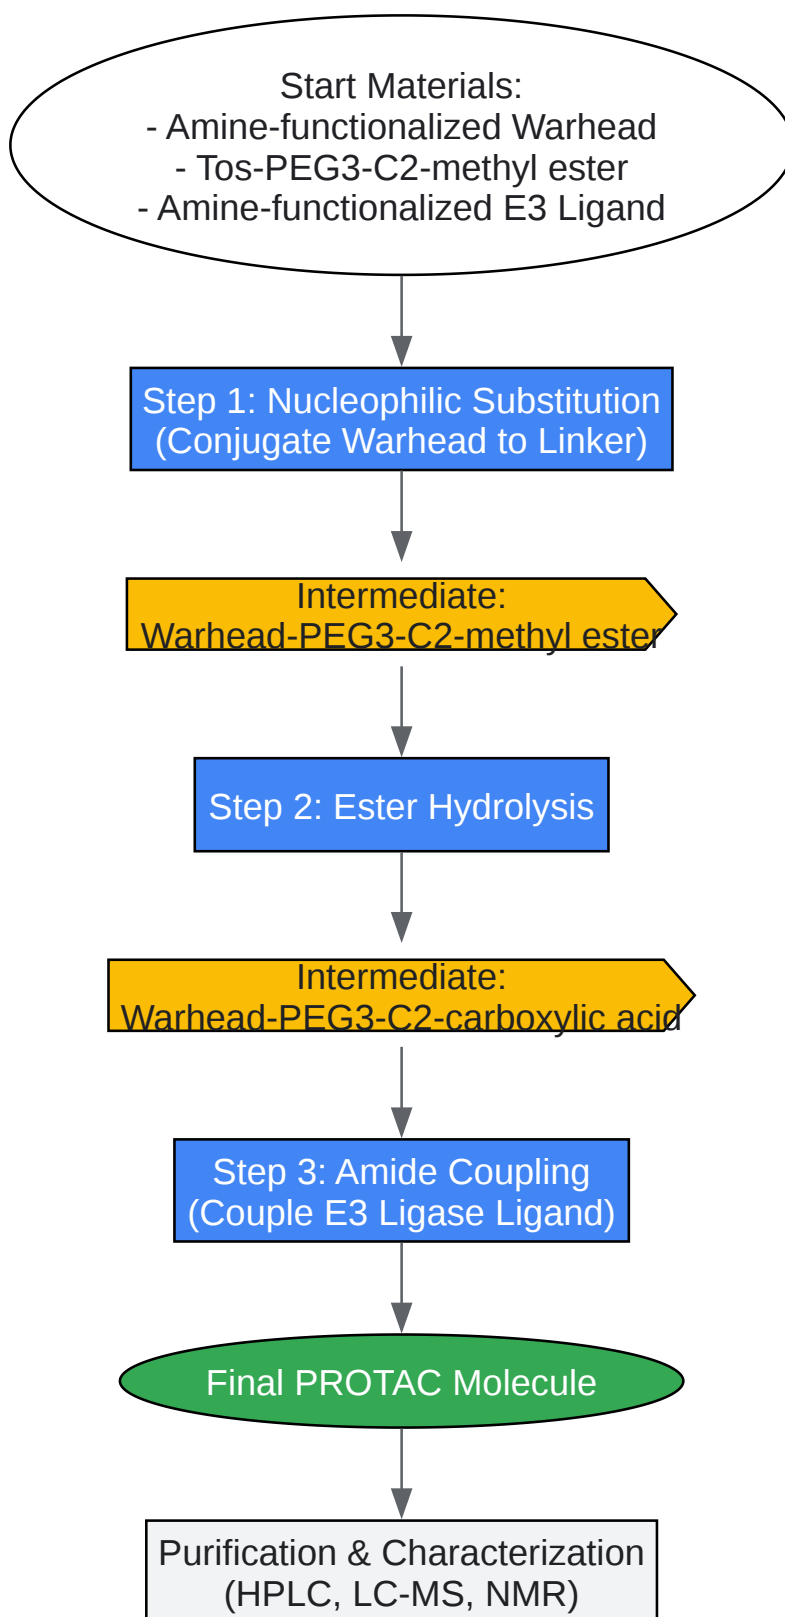 Start Materials:
- Amine-functionalized Warhead
- Tos-PEG3-C2-methyl ester
- Amine-functionalized E3 Ligand
Step 1: Nucleophilic Substitution
(Conjugate Warhead to Linker)
Intermediate:
Warhead-PEG3-C2-methyl ester
Step 2: Ester Hydrolysis
Intermediate:
Warhead-PEG3-C2-carboxylic acid
Step 3: Amide Coupling
(Couple E3 Ligase Ligand)
Final PROTAC Molecule
Purification & Characterization
(HPLC, LC-MS, NMR)